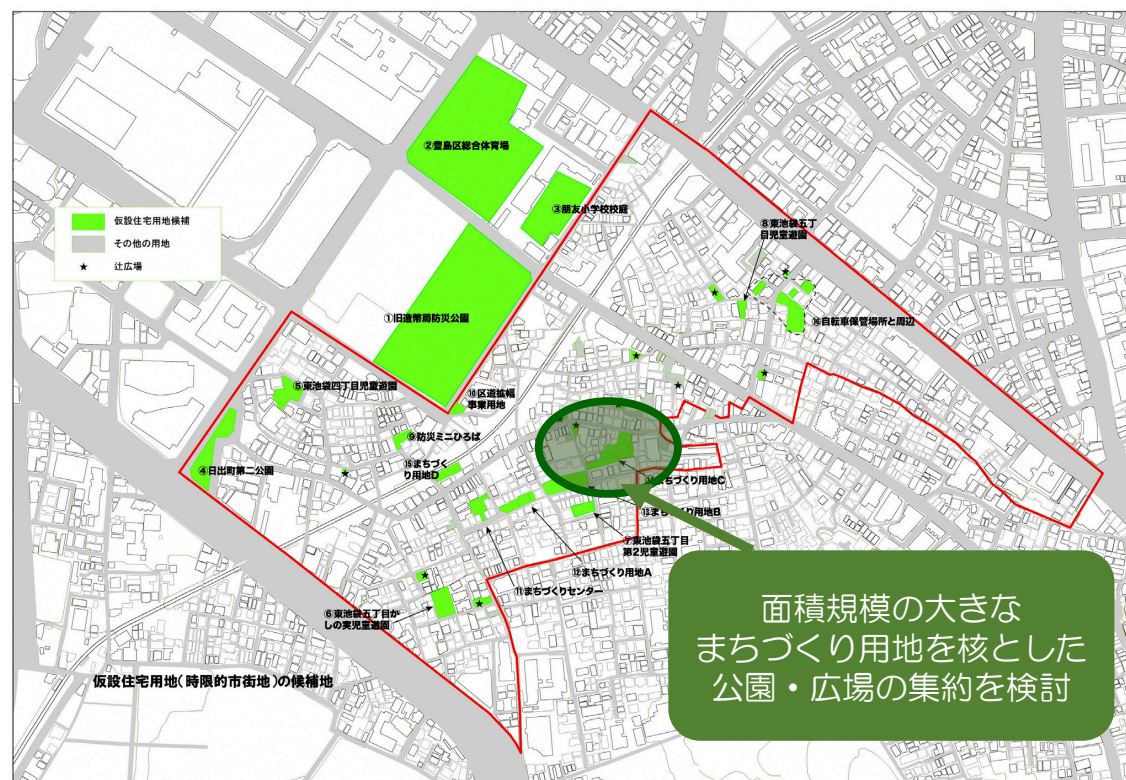 ②豊島区総合体育場
③朋友小学校校庭
仮設住宅用地候補
その他の用地
★ 辻広場
⑧東池袋五丁
目児童遊園
①旧造幣局防災公園
⑯自転車保管場所と周辺
⑤東池袋四丁目児童遊園
⑩区道拡幅
事業用地
⑨防災ミニひろば
④日出町第二公園
⑮まちづく
り用地D
⑭まちづくり用地C
⑬まちづくり用地B
⑦東池袋五丁目
第2児童遊園
⑫まちづくり用地A
⑪まちづくりセンター
⑥東池袋五丁目か
しの実児童遊園
仮設住宅用地(時限的市街地)の候補地
面積規模の大きな
まちづくり用地を核とした
公園・広場の集約を検討